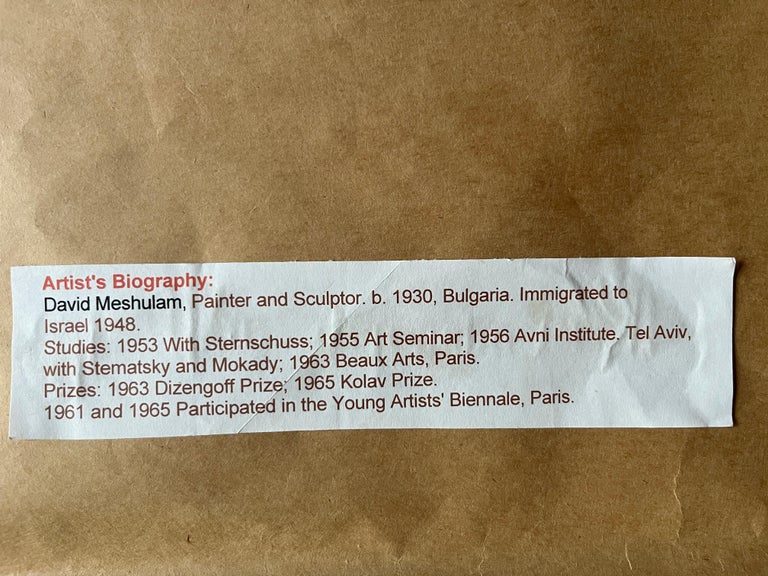 Artist's Biography:
David Meshulam, Painter and Sculptor. b. 1930, Bulgaria. Immigrated to
Israel 1948.
Studies: 1953 With Sternschuss; 1955 Art Seminar; 1956 Avni Institute. Tel Aviv,
with Stematsky and Mokady; 1963 Beaux Arts, Paris.
Prizes: 1963 Dizengoff Prize; 1965 Kolav Prize.
1961 and 1965 Participated in the Young Artists' Biennale, Paris.